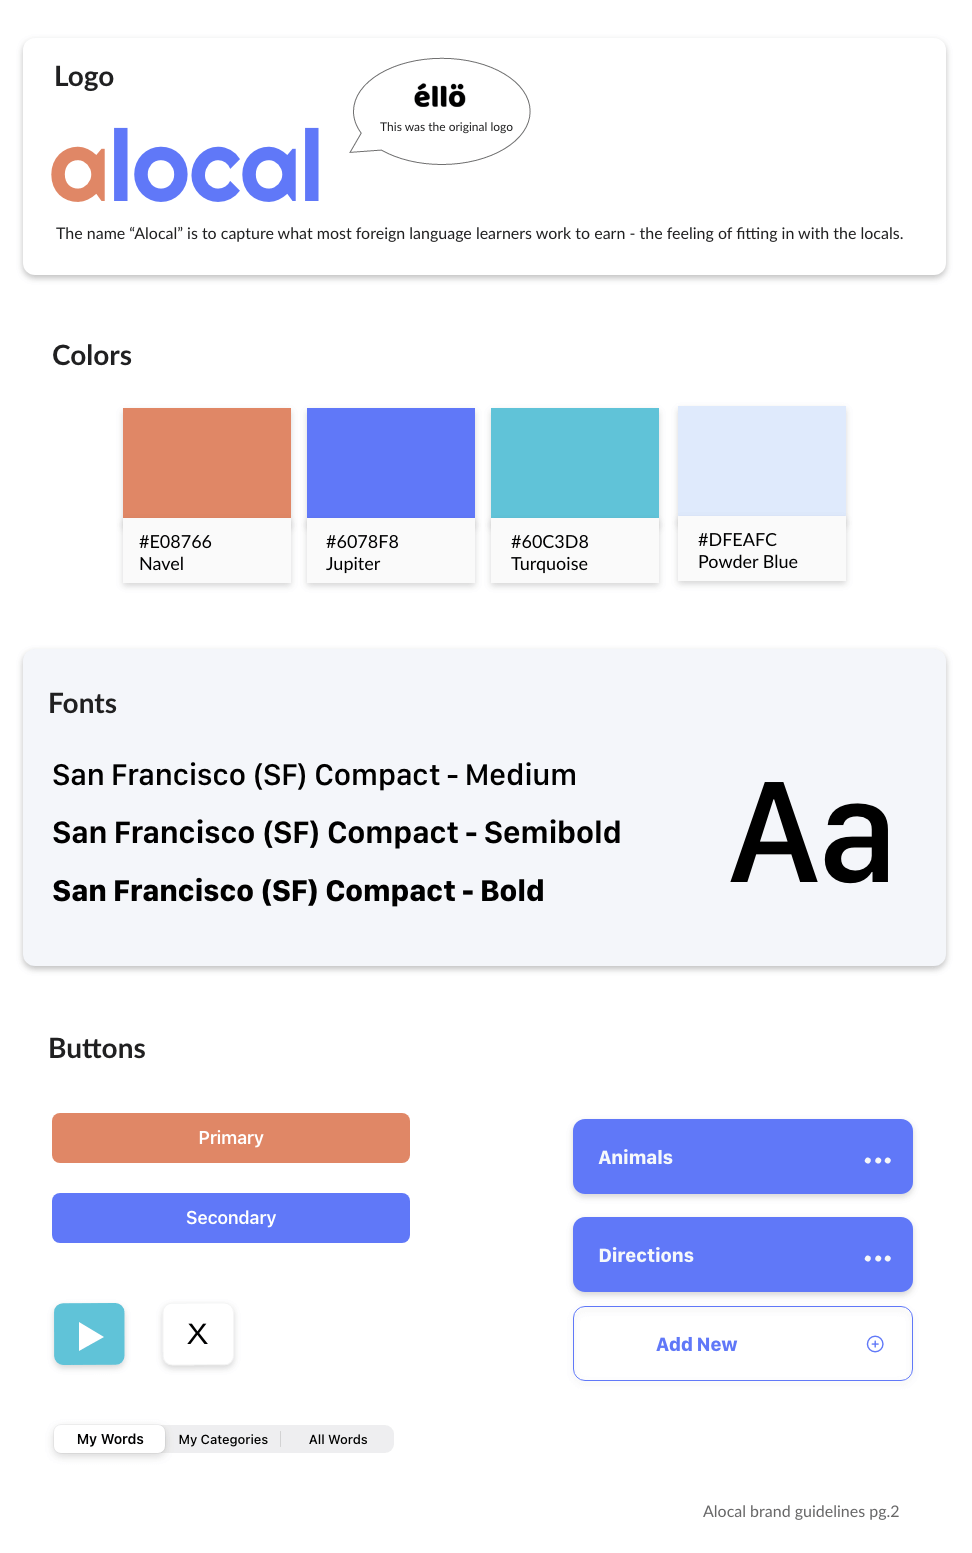 Logo
éllö
This was the original logo
alocal
The name “Alocal” is to capture what most foreign language learners work to earn - the feeling of fitting in with the locals.
Colors
#E08766
Navel
#6078F8
Jupiter
#60C3D8
Turquoise
#DFEAFC
Powder Blue
Fonts
San Francisco (SF) Compact - Medium
San Francisco (SF) Compact - Semibold
San Francisco (SF) Compact - Bold
Aa
Buttons
Primary
Secondary
X
My Words
My Categories
All Words
Animals
Directions
Add New
Alocal brand guidelines pg.2